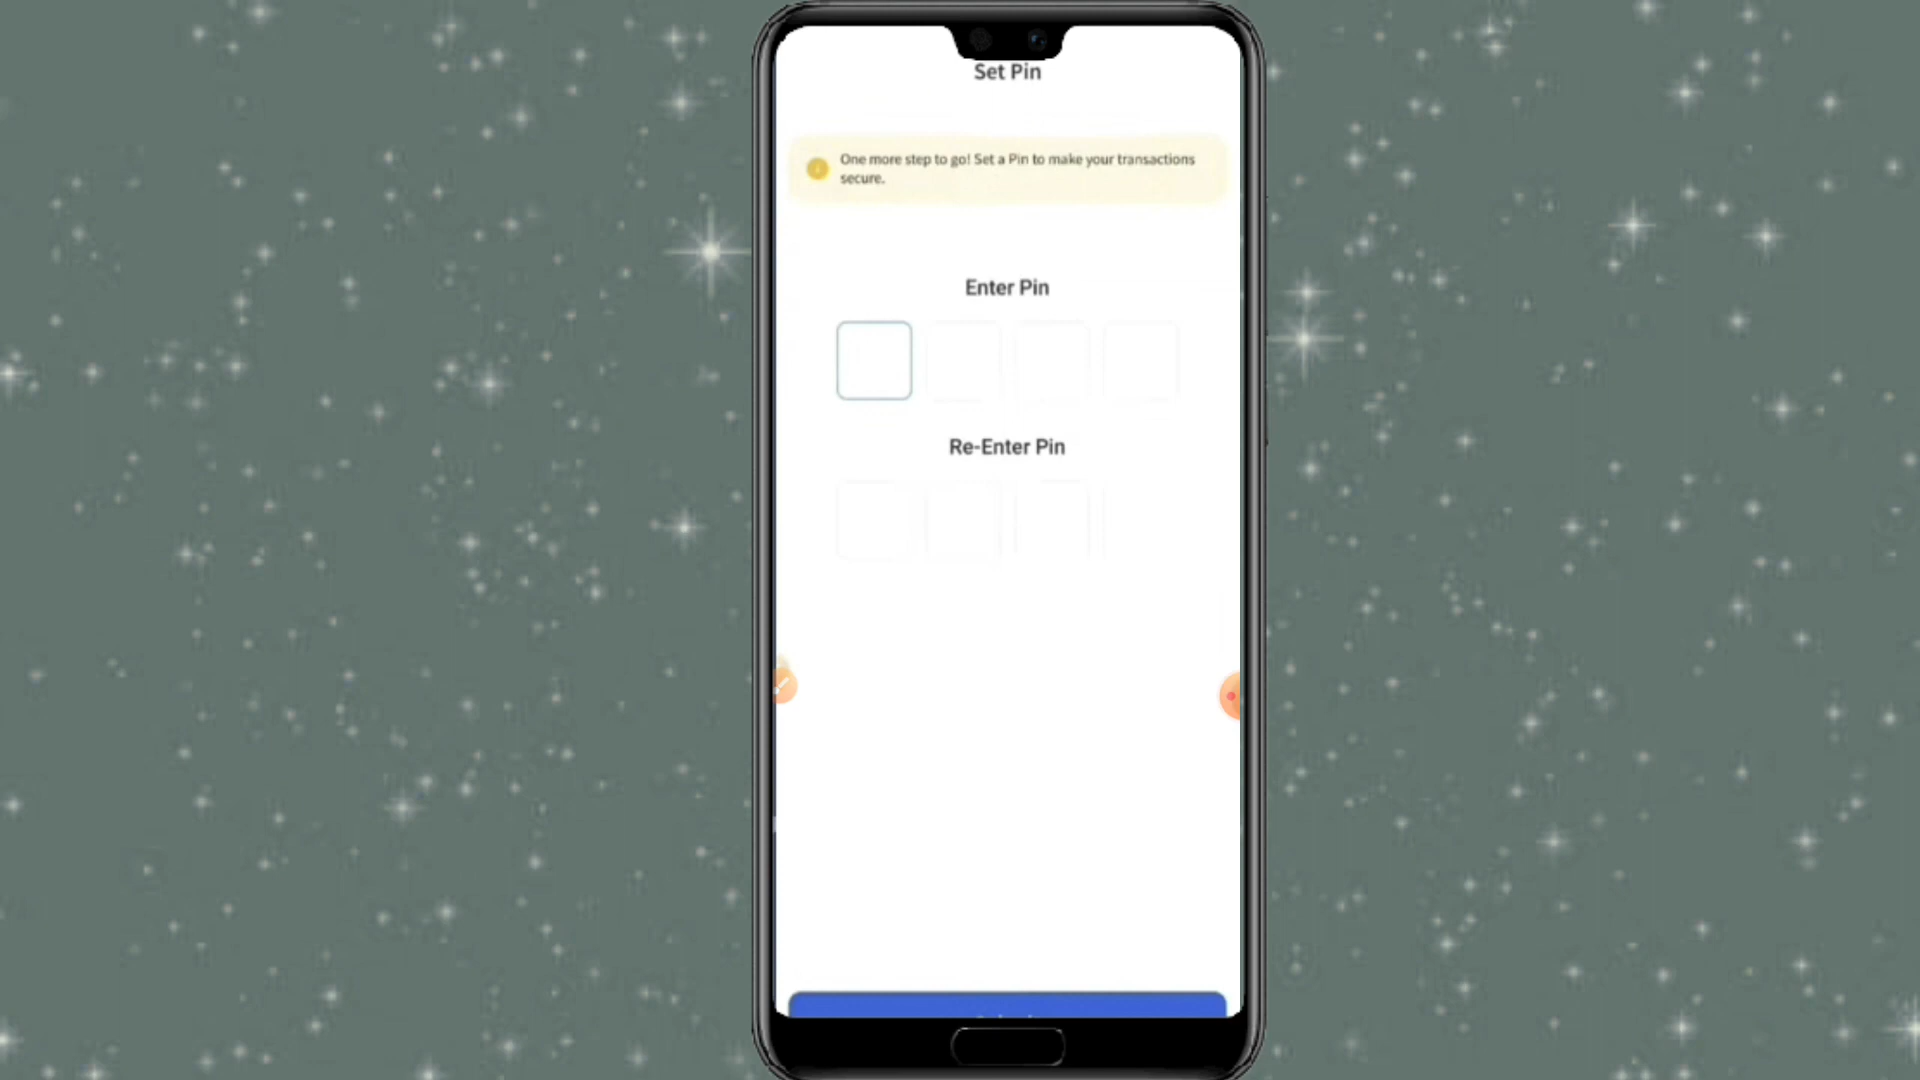 Set Pin
One more step to go! Set a Pin to make your transactions
secure.
Enter Pin
Re-Enter Pin